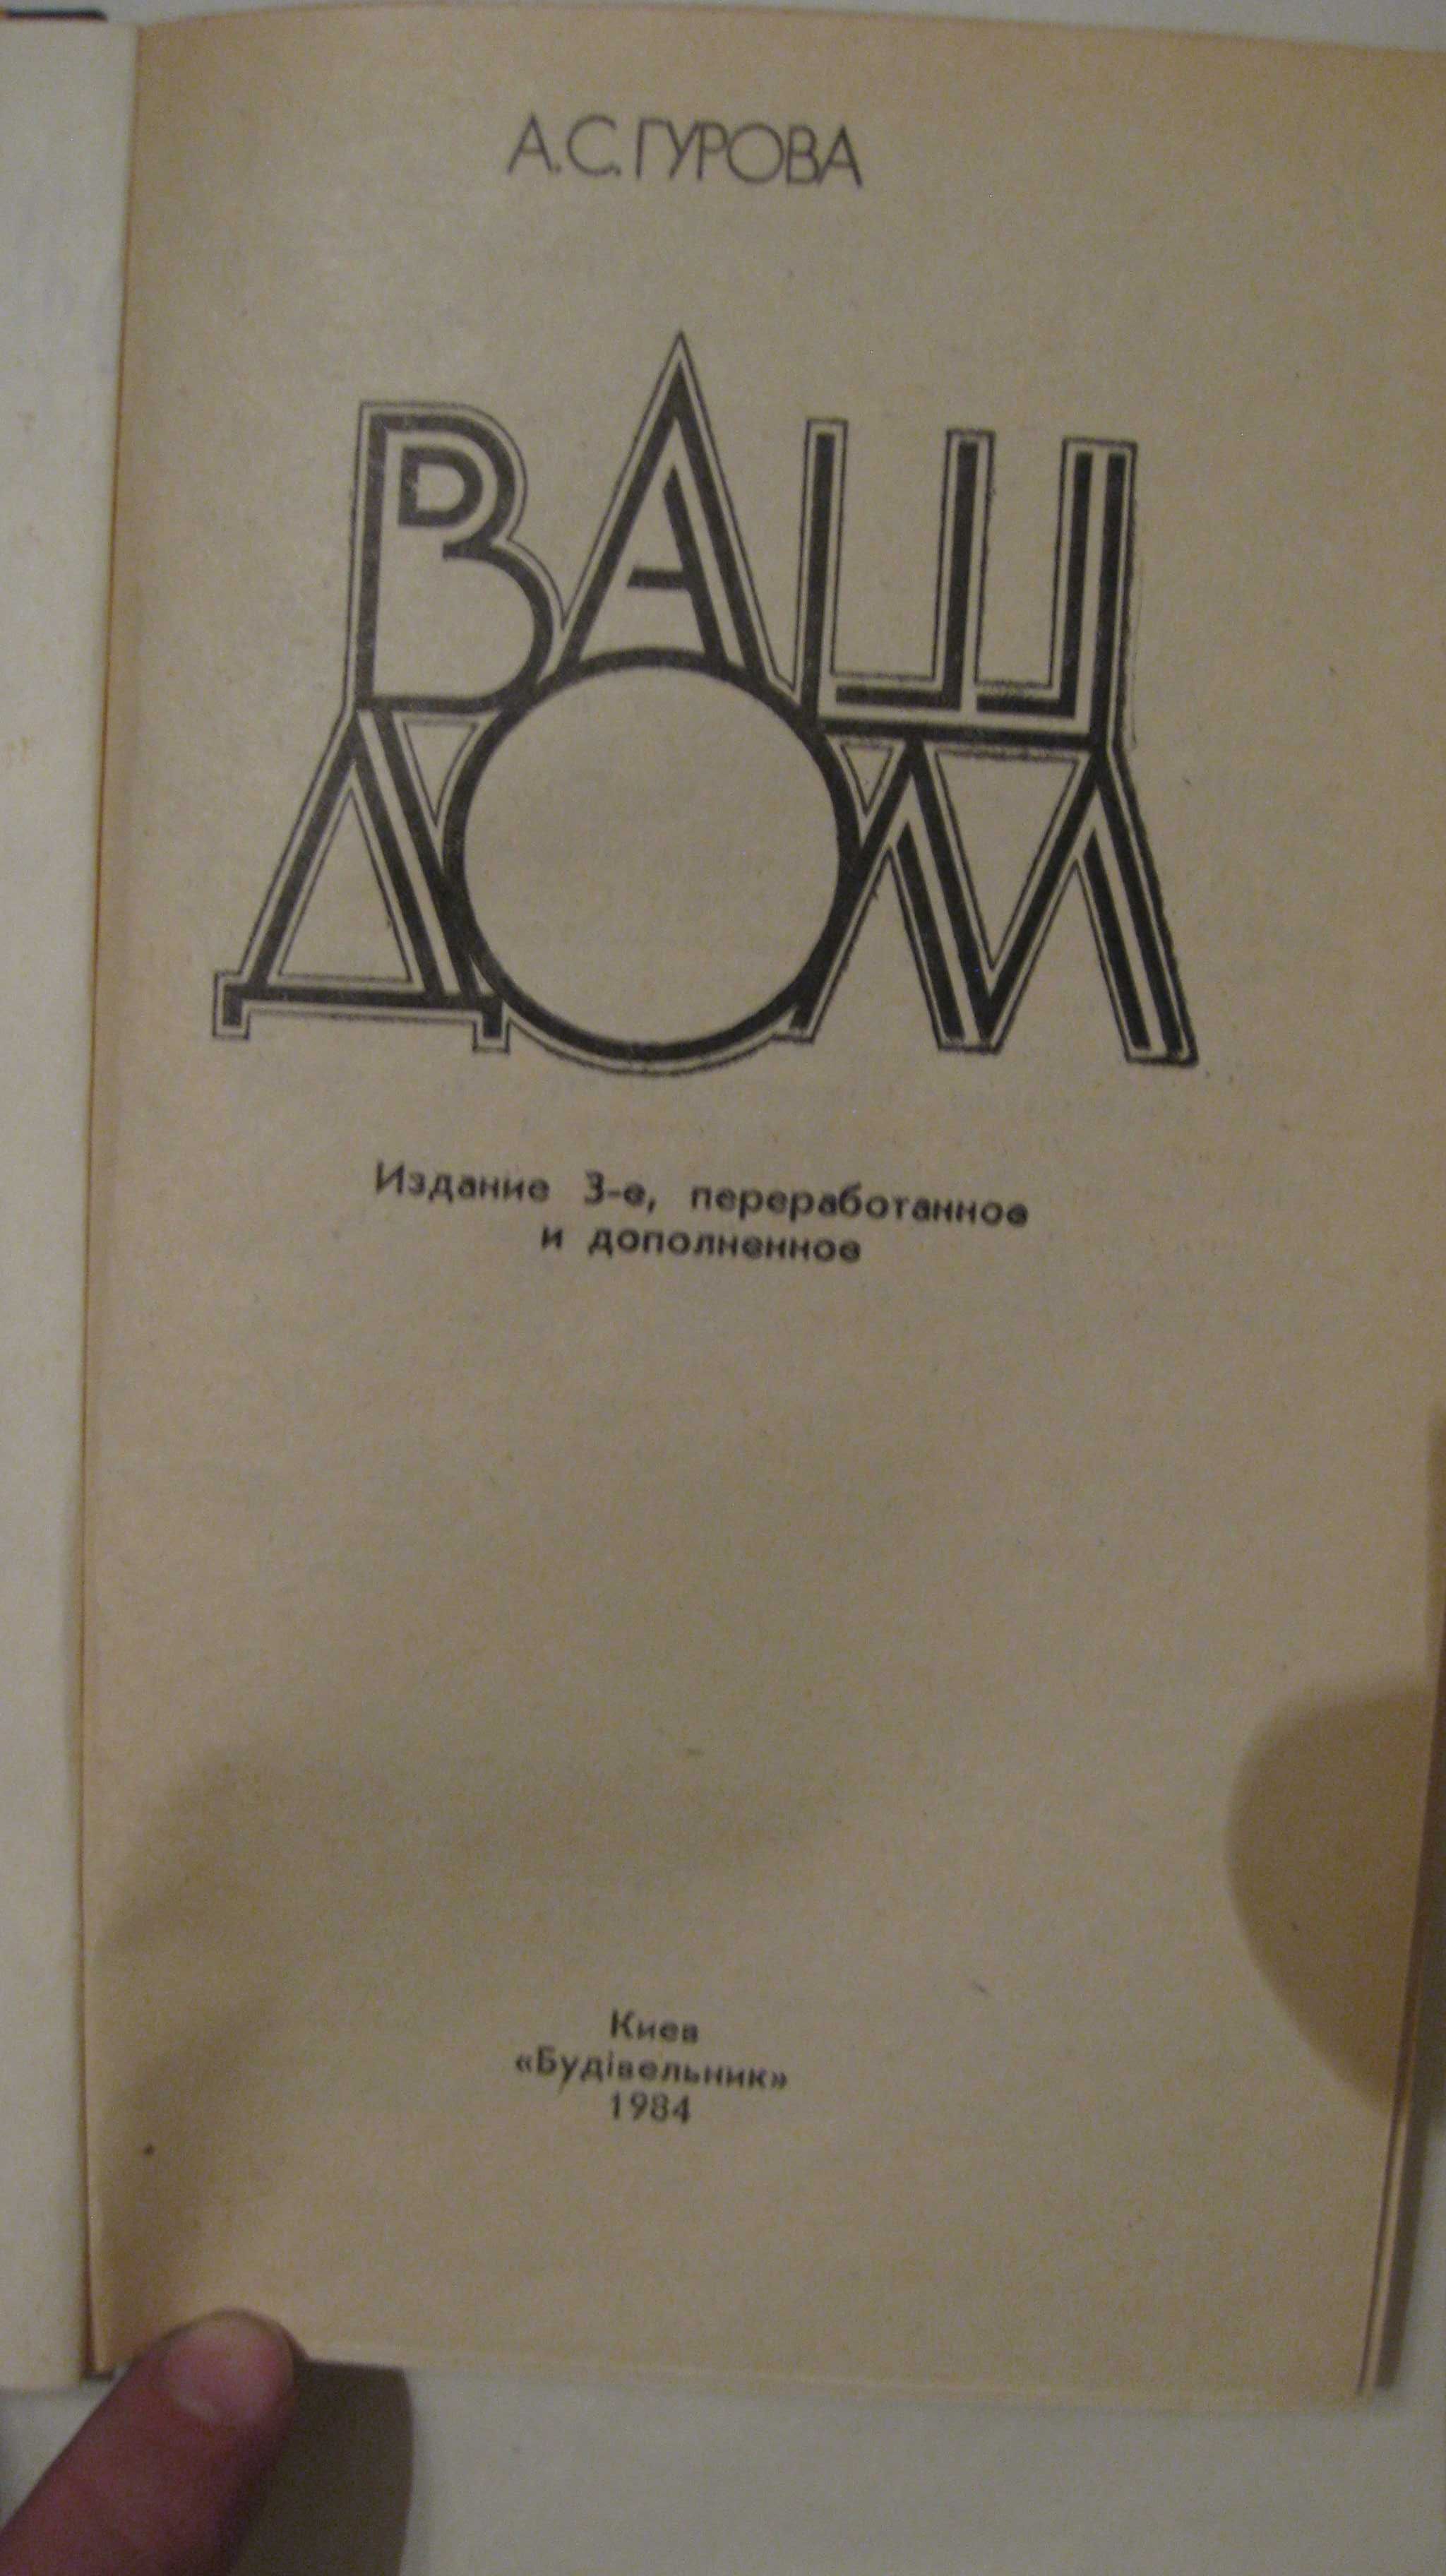 А.С.ГУРОВА
ВАШ
ДОМ
Издание 3-е, переработанное
и дополненное
Киев
«Будівельник»
1984